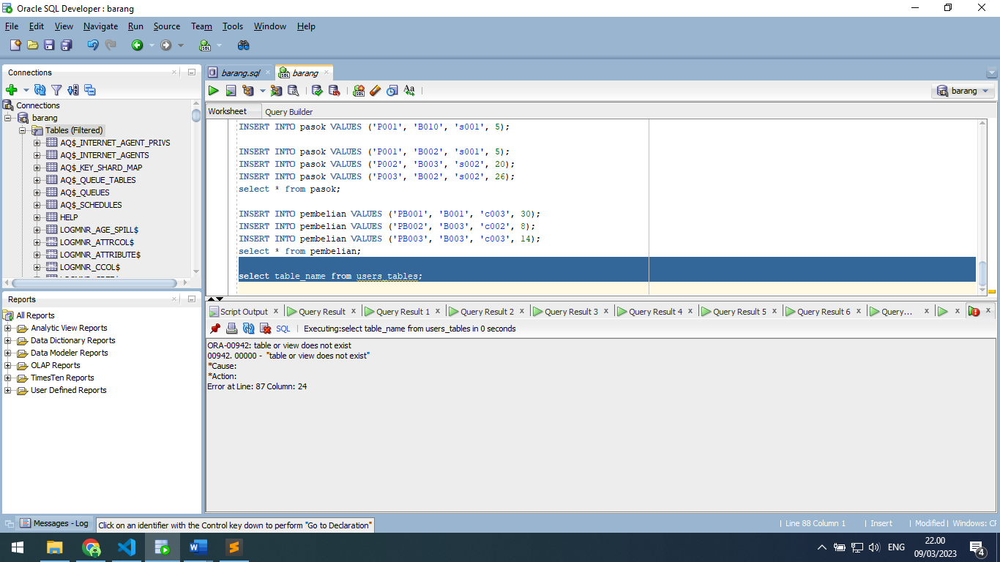 Oracle SQL Developer : barang
File Edit View Navigate Run Source Team Tools Window Help
Connections
Connections
barang
Tables (Filtered)
AQ$_INTERNET_AGENT_PRIVS
AQ$_INTERNET_AGENTS
AQ$_KEY_SHARD_MAP
AQ$_QUEUE_TABLES
AQ$_QUEUES
AQ$_SCHEDULES
HELP
LOGMNR_AGE_SPILL$
LOGMNR_ATTRCOL$
LOGMNR_ATTRIBUTE$
LOGMNR_CCOL$
Reports
All Reports
Analytic View Reports
Data Dictionary Reports
Data Modeler Reports
OLAP Reports
TimesTen Reports
User Defined Reports
barang.sql barang
barang
Worksheet Query Builder
INSERT INTO pasok VALUES ('P001', 'B010', 's001', 5);
INSERT INTO pasok VALUES ('P001', 'B002', 's001', 5);
INSERT INTO pasok VALUES ('P002', 'B003', 's002', 20);
INSERT INTO pasok VALUES ('P003', 'B002', 's002', 26);
select * from pasok;
INSERT INTO pembelian VALUES ('PB001', 'B001', 'c003', 30);
INSERT INTO pembelian VALUES ('PB002', 'B003', 'c002', 8);
INSERT INTO pembelian VALUES ('PB003', 'B003', 'c003', 14);
select * from pembelian;
select table_name from users_tables;
Script Output Query Result Query Result 1 Query Result 2 Query Result 3 Query Result 4 Query Result 5 Query Result 6 Query...
SQL Executing:select table_name from users_tables in 0 seconds
ORA-00942: table or view does not exist
00942. 00000 - "table or view does not exist"
*Cause:
*Action:
Error at Line: 87 Column: 24
Messages - Log
Click on an identifier with the Control key down to perform "Go to Declaration"
Line 88 Column 1 Insert Modified Windows: CR
ENG
22.00
09/03/2023
4